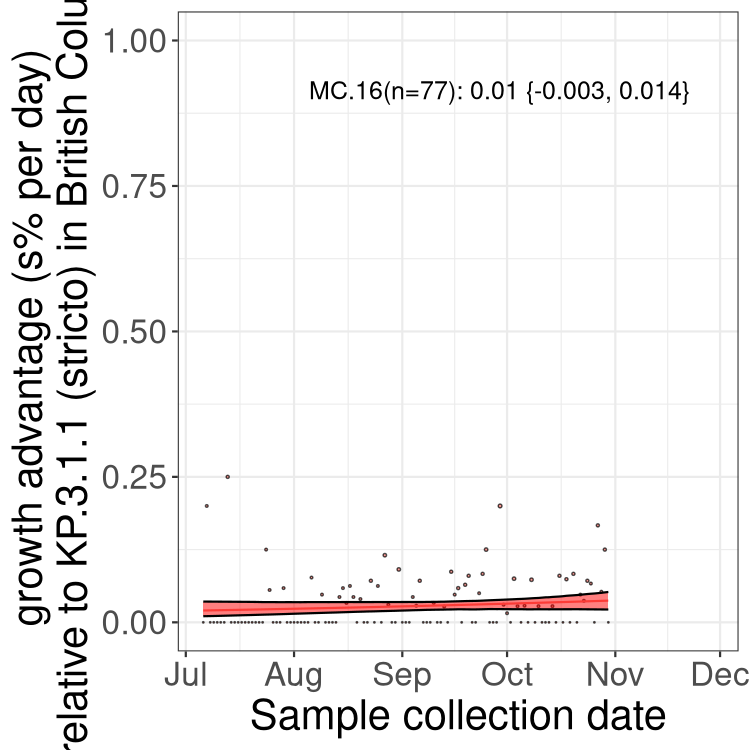 growth advantage (s% per day)
relative to KP.3.1.1 (stricto) in British Colu
1.00
0.75
0.50
0.25
0.00
MC.16(n=77): 0.01 {-0.003, 0.014}
Jul Aug Sep Oct Nov Dec
Sample collection date